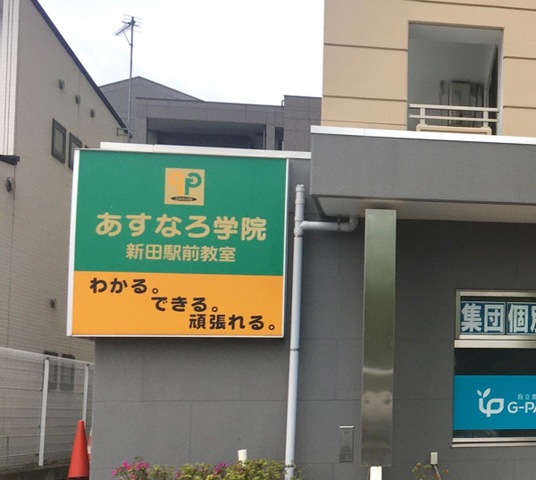 P
あすなろ学院
新田駅前教室
わかる。
できる。
頑張れる。
集団個別
G-PA